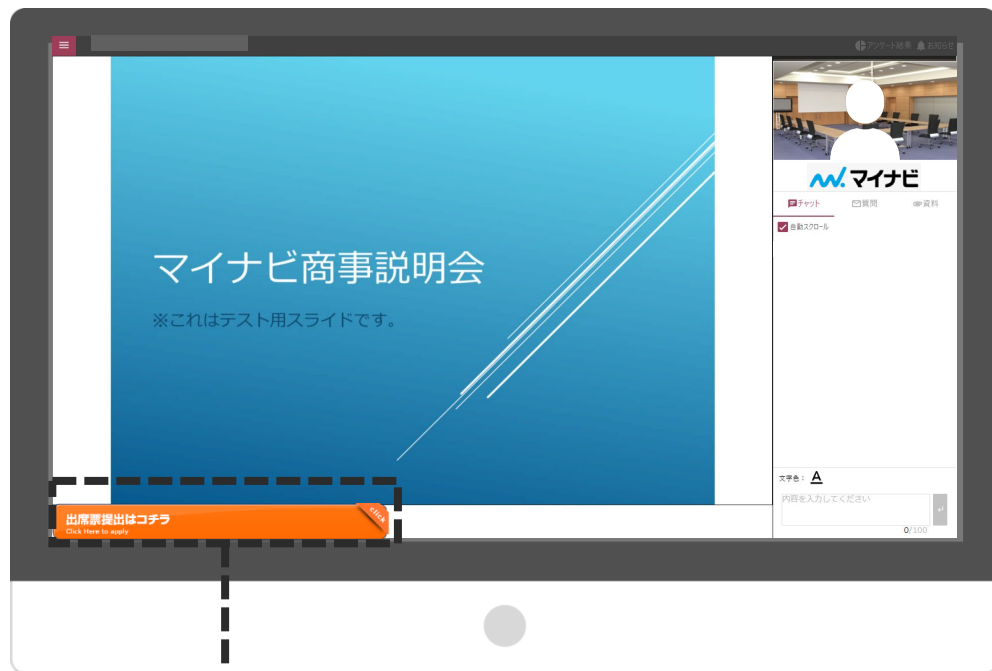 アンケート結果 お知らせ
マイナビ商事説明会
※これはテスト用スライドです。
マイナビ
チャット 質問 資料
自動スクロール
文字色： A
内容を入力してください
0/100
出席票提出はコチラ
Click Here to apply
click